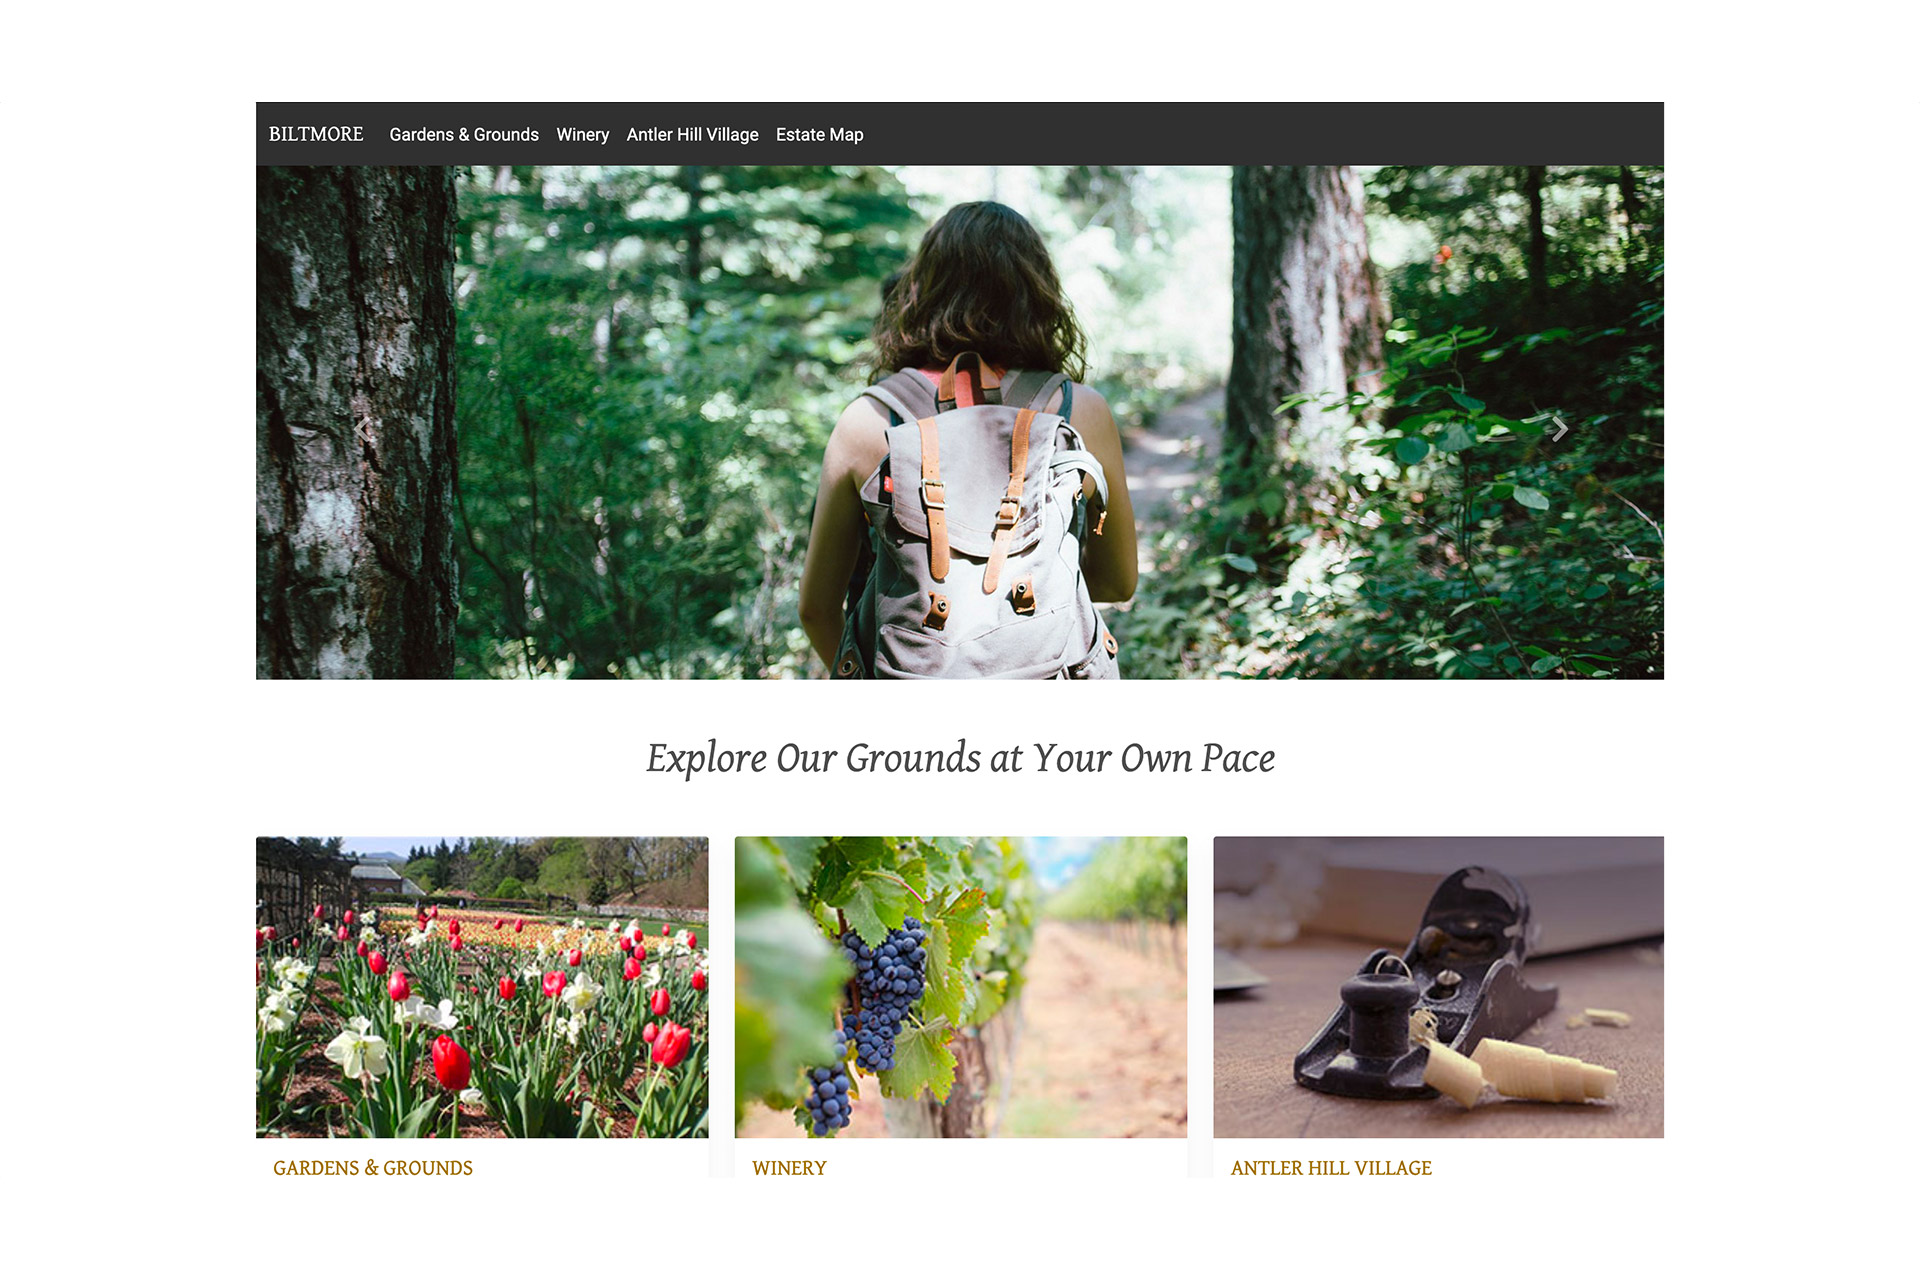 BILTMORE Gardens & Grounds Winery Antler Hill Village Estate Map
Explore Our Grounds at Your Own Pace
GARDENS & GROUNDS
WINERY
ANTLER HILL VILLAGE